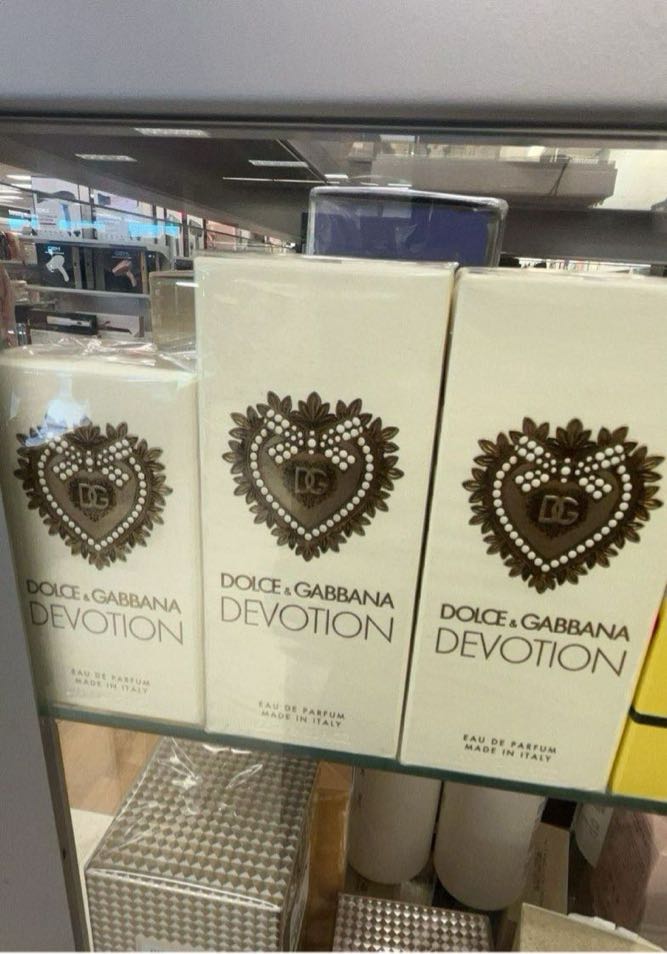 DG
DOLCE & GABBANA
DEVOTION
EAU DE PARFUM
MADE IN ITALY
DG
DOLCE & GABBANA
DEVOTION
EAU DE PARFUM
MADE IN ITALY
DG
DOLCE & GABBANA
DEVOTION
EAU DE PARFUM
MADE IN ITALY